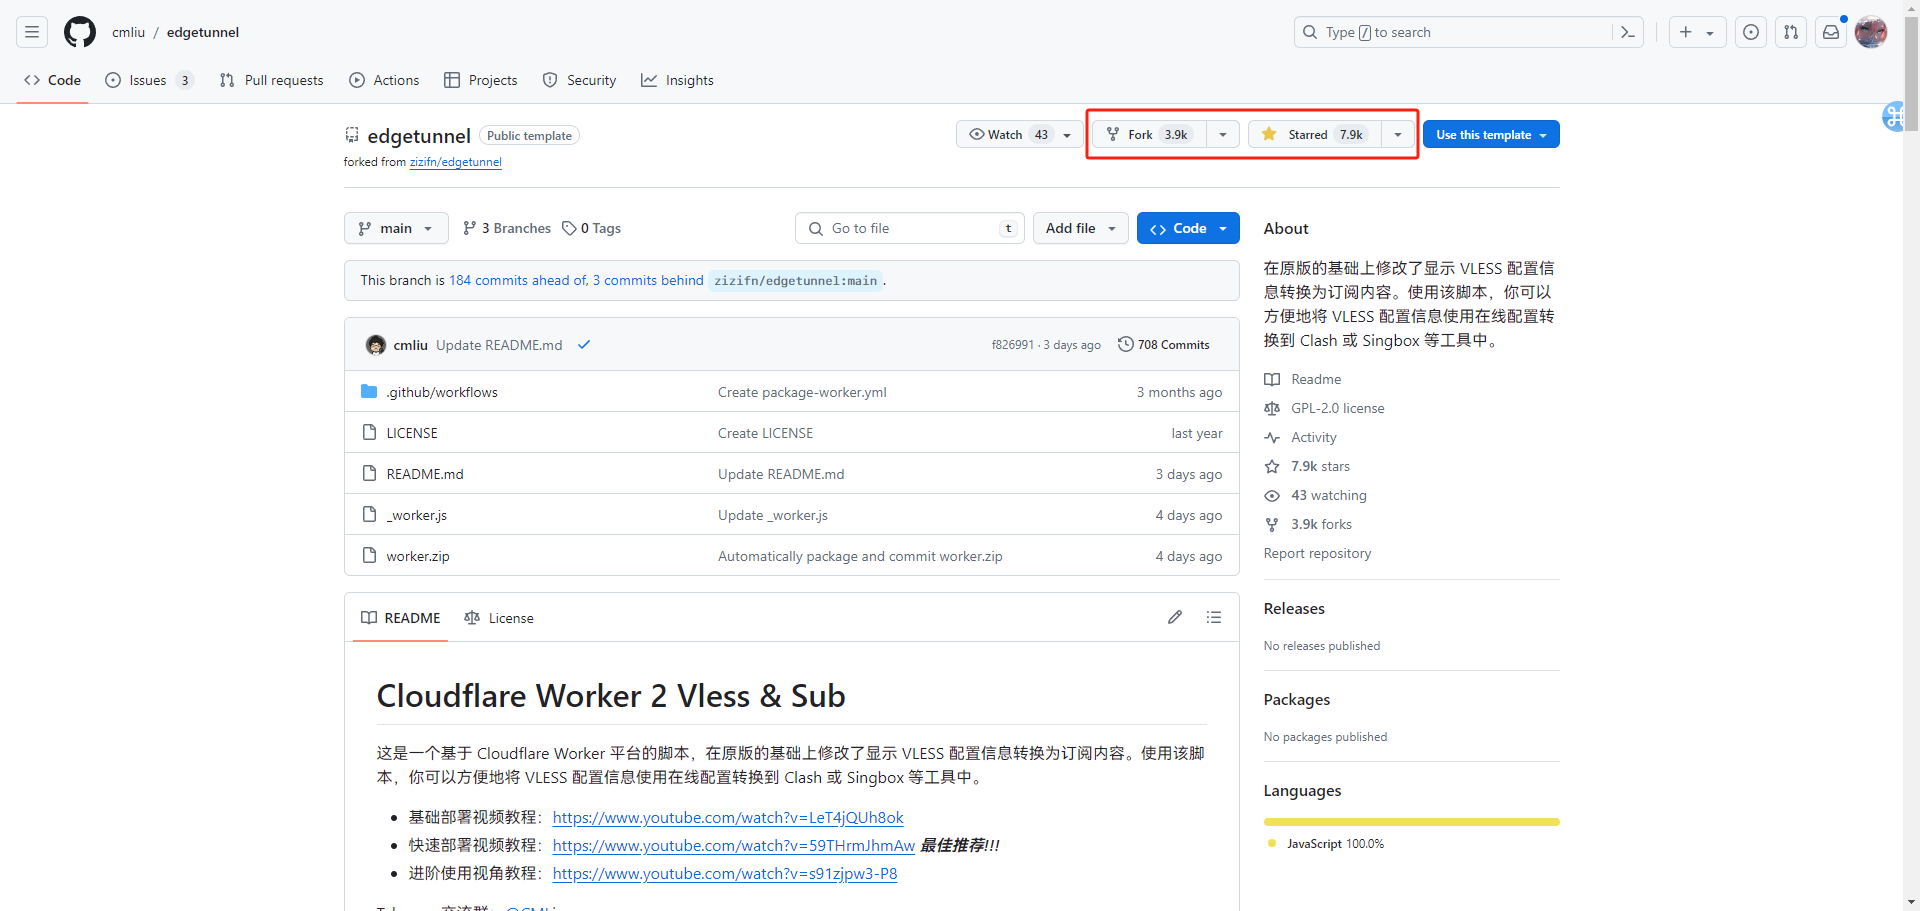 cmliu / edgetunnel
Type / to search
Code
Issues 3
Pull requests
Actions
Projects
Security
Insights
edgetunnel Public template
forked from zizifn/edgetunnel
Watch 43
Fork 3.9k
Starred 7.9k
Use this template
main
3 Branches
0 Tags
Go to file t
Add file
Code
This branch is 184 commits ahead of, 3 commits behind zizifn/edgetunnel:main .
cmliu Update README.md f826991 · 3 days ago 708 Commits
.github/workflows Create package-worker.yml 3 months ago
LICENSE Create LICENSE last year
README.md Update README.md 3 days ago
_worker.js Update _worker.js 4 days ago
worker.zip Automatically package and commit worker.zip 4 days ago
README
License
Cloudflare Worker 2 Vless & Sub
这是一个基于 Cloudflare Worker 平台的脚本，在原版的基础上修改了显示 VLESS 配置信息转换为订阅内容。使用该脚
本，你可以方便地将 VLESS 配置信息使用在线配置转换到 Clash 或 Singbox 等工具中。
基础部署视频教程：https://www.youtube.com/watch?v=LeT4jQUh8ok
快速部署视频教程：https://www.youtube.com/watch?v=59THrmJhmAw 最佳推荐!!!
进阶使用视角教程：https://www.youtube.com/watch?v=s91zjpw3-P8
About
在原版的基础上修改了显示 VLESS 配置信
息转换为订阅内容。使用该脚本，你可以
方便地将 VLESS 配置信息使用在线配置转
换到 Clash 或 Singbox 等工具中。
Readme
GPL-2.0 license
Activity
7.9k stars
43 watching
3.9k forks
Report repository
Releases
No releases published
Packages
No packages published
Languages
JavaScript 100.0%